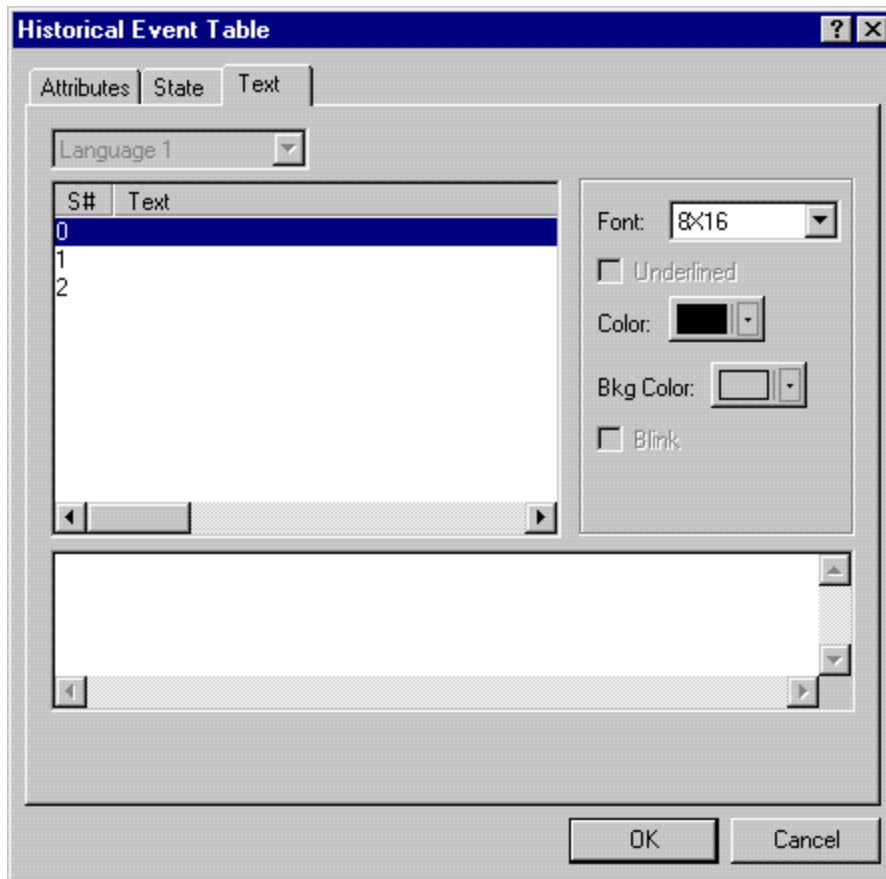 Historical Event Table
Attributes State Text
Language 1
S# Text
0
1
2
Font: 8X16
Underlined
Color:
Bkg Color:
Blink
OK Cancel